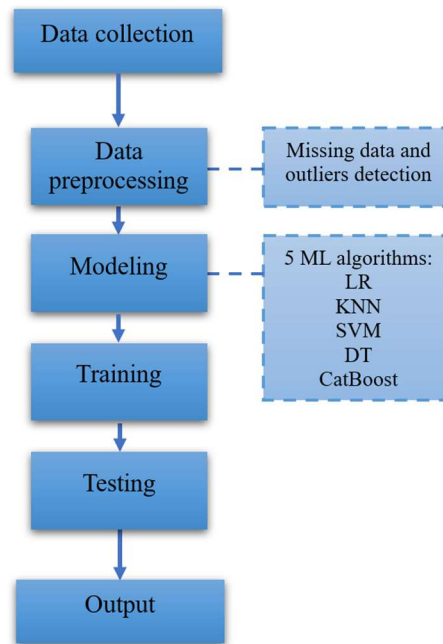 Data collection
Data
preprocessing
Missing data and
outliers detection
Modeling
5 ML algorithms:
LR
KNN
SVM
DT
CatBoost
Training
Testing
Output